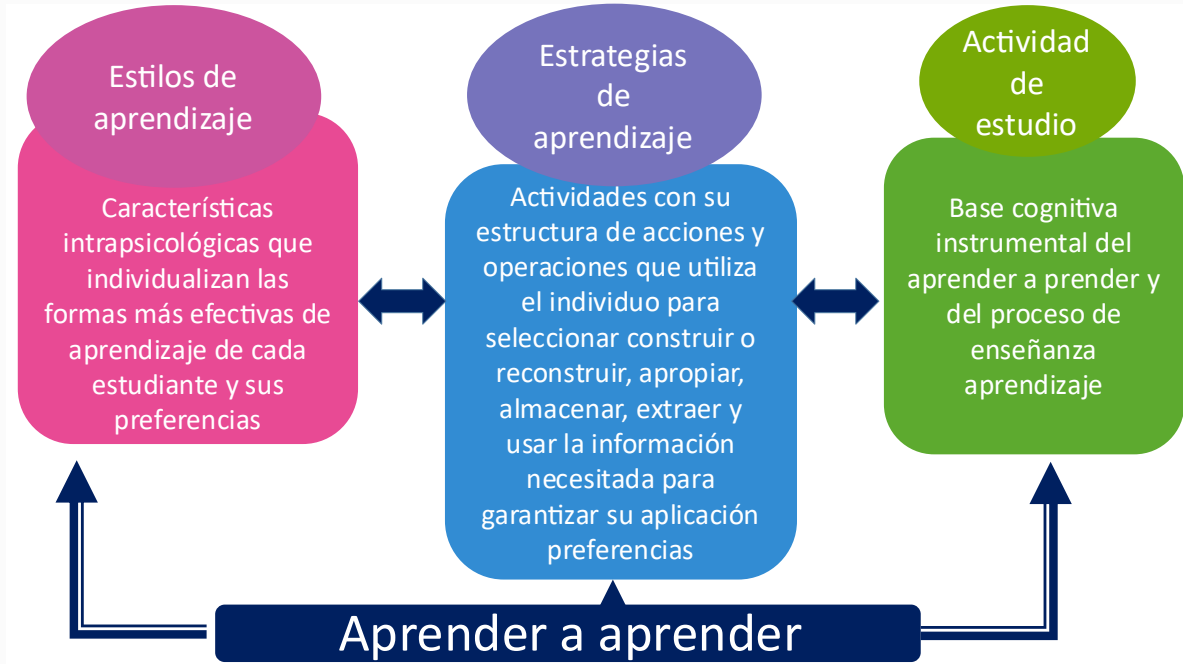 Estilos de
aprendizaje
Características
intrapsicológicas que
individualizan las
formas más efectivas de
aprendizaje de cada
estudiante y sus
preferencias
Estrategias
de
aprendizaje
Actividades con su
estructura de acciones y
operaciones que utiliza
el individuo para
seleccionar construir o
reconstruir, apropiar,
almacenar, extraer y
usar la información
necesitada para
garantizar su aplicación
preferencias
Actividad
de
estudio
Base cognitiva
instrumental del
aprender a prender y
del proceso de
enseñanza
aprendizaje
Aprender a aprender